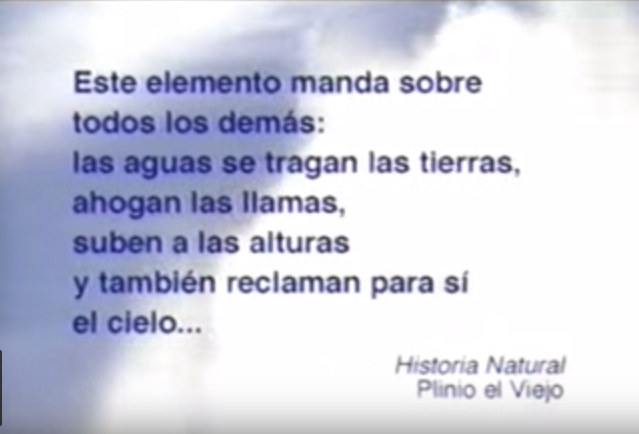 Este elemento manda sobre
todos los demás:
las aguas se tragan las tierras,
ahogan las llamas,
suben a las alturas
y también reclaman para sí
el cielo...
Historia Natural
Plinio el Viejo